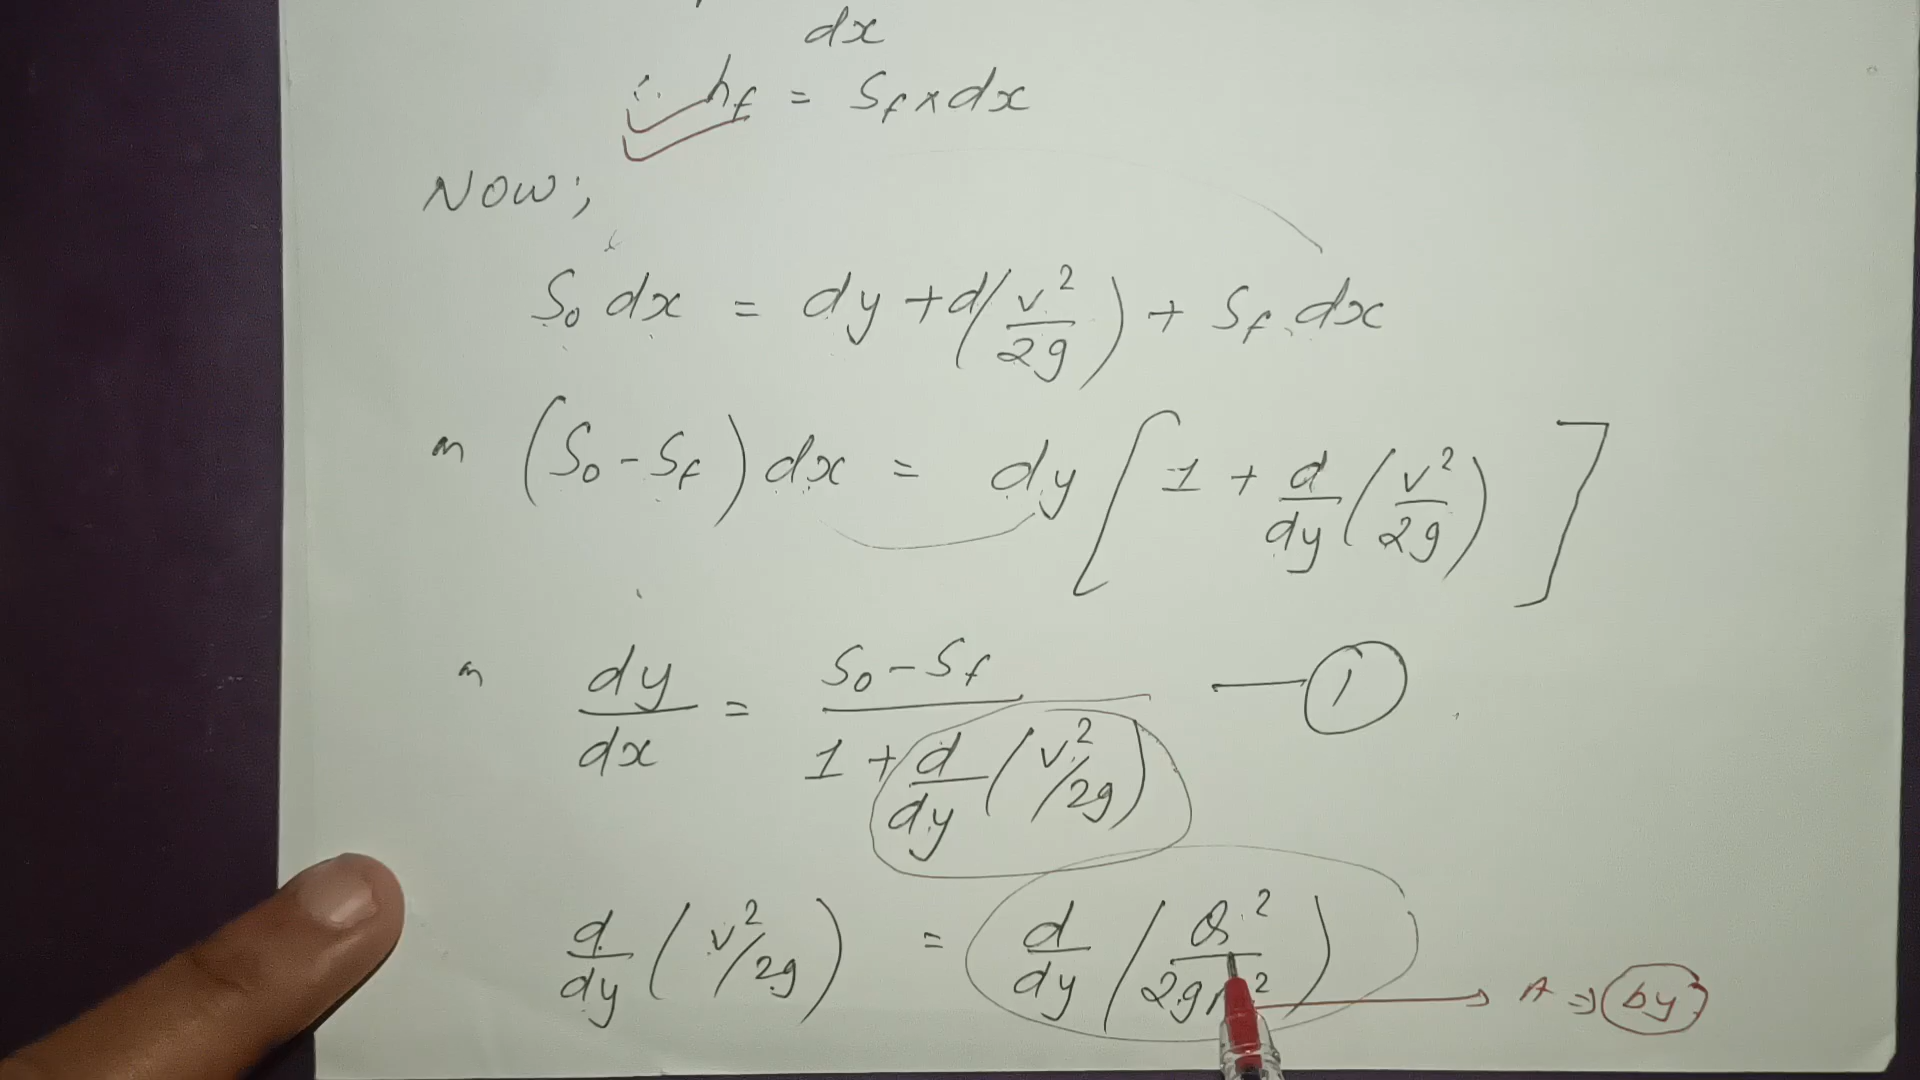 dx
∴ hf = Sf × dx
NOW;
S₀ dx = dy + d(v²/2g) + Sf dx
(S₀ - Sf) dx = dy [1 + d/dy (v²/2g)]
dy/dx = (S₀ - Sf) / (1 + d/dy (v²/2g)) — 1
d/dy (v²/2g) = d/dy (Q²/2gA²) → A ⇒ by